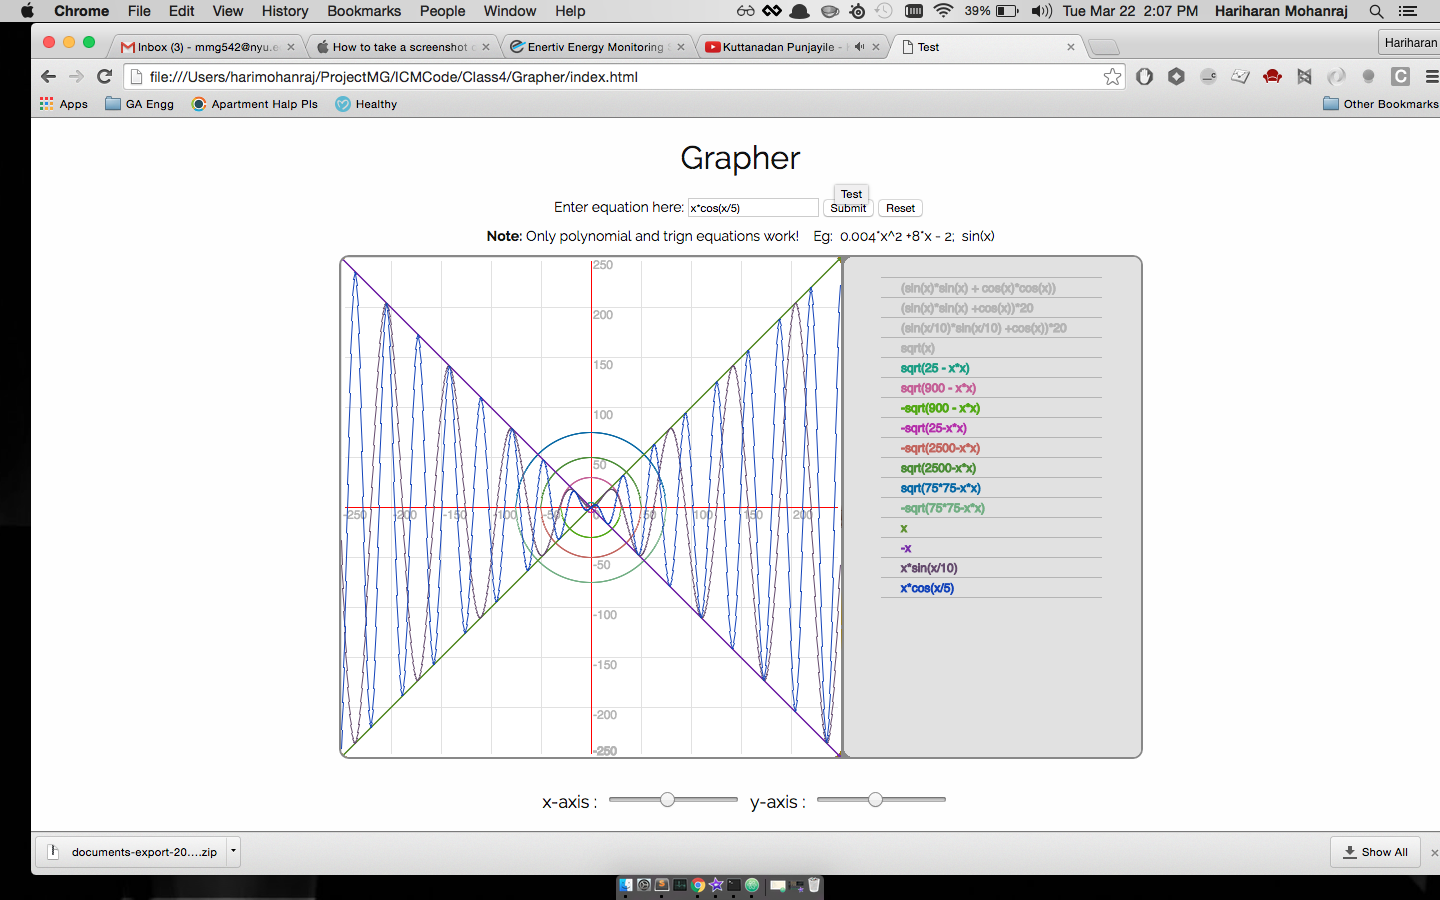 Chrome File Edit View History Bookmarks People Window Help 39% Tue Mar 22 2:07 PM Hariharan Mohanraj
Inbox (3) - mmg542@nyu.e How to take a screenshot Enertiv Energy Monitoring Kuttanadan Punjayile - Test Hariharan
file:///Users/harimohanraj/ProjectMG/ICMCode/Class4/Grapher/index.html
Apps GA Engg Apartment Halp Pls Healthy Other Bookmarks
Grapher
Test
Enter equation here: x*cos(x/5) Submit Reset
Note: Only polynomial and trign equations work! Eg: 0.004*x^2 +8*x - 2; sin(x)
250
200
150
100
50
-250 -200 -150 -100 -50 0 50 100 150 200
-50
-100
-150
-200
-250
(sin(x)*sin(x) + cos(x)*cos(x))
(sin(x)*sin(x) +cos(x))*20
(sin(x/10)*sin(x/10) +cos(x))*20
sqrt(x)
sqrt(25 - x*x)
sqrt(900 - x*x)
-sqrt(900 - x*x)
-sqrt(25-x*x)
-sqrt(2500-x*x)
sqrt(2500-x*x)
sqrt(75*75-x*x)
-sqrt(75*75-x*x)
x
-x
x*sin(x/10)
x*cos(x/5)
x-axis : y-axis :
documents-export-20....zip Show All